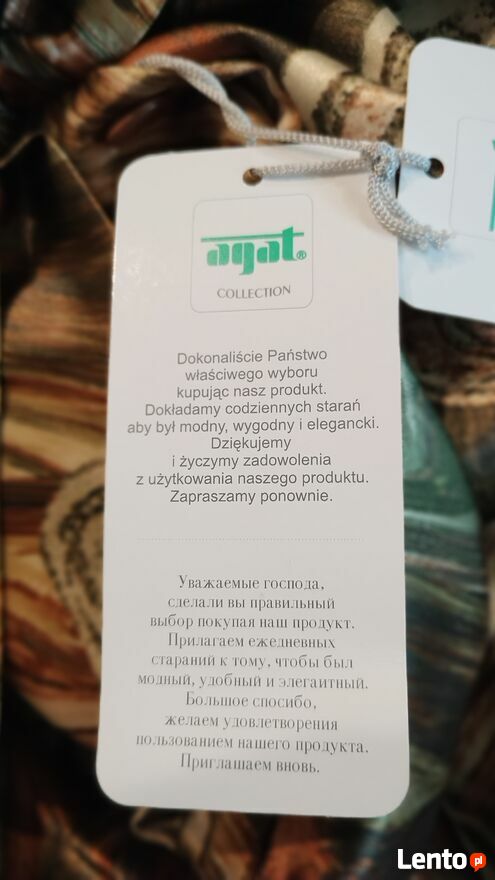 agat®
COLLECTION
Dokonaliście Państwo
właściwego wyboru
kupując nasz produkt.
Dokładamy codziennych starań
aby był modny, wygodny i elegancki.
Dziękujemy
i życzymy zadowolenia
z użytkowania naszego produktu.
Zapraszamy ponownie.
Уважаемые господа,
сделали вы правильный
выбор покупая наш продукт.
Прилагаем ежедневных
стараний к тому, чтобы был
модный, удобный и элегаитный.
Большое спосибо,
желаем удовлетворения
пользованием нашего продукта.
Приглашаем вновь.
Lento.pl